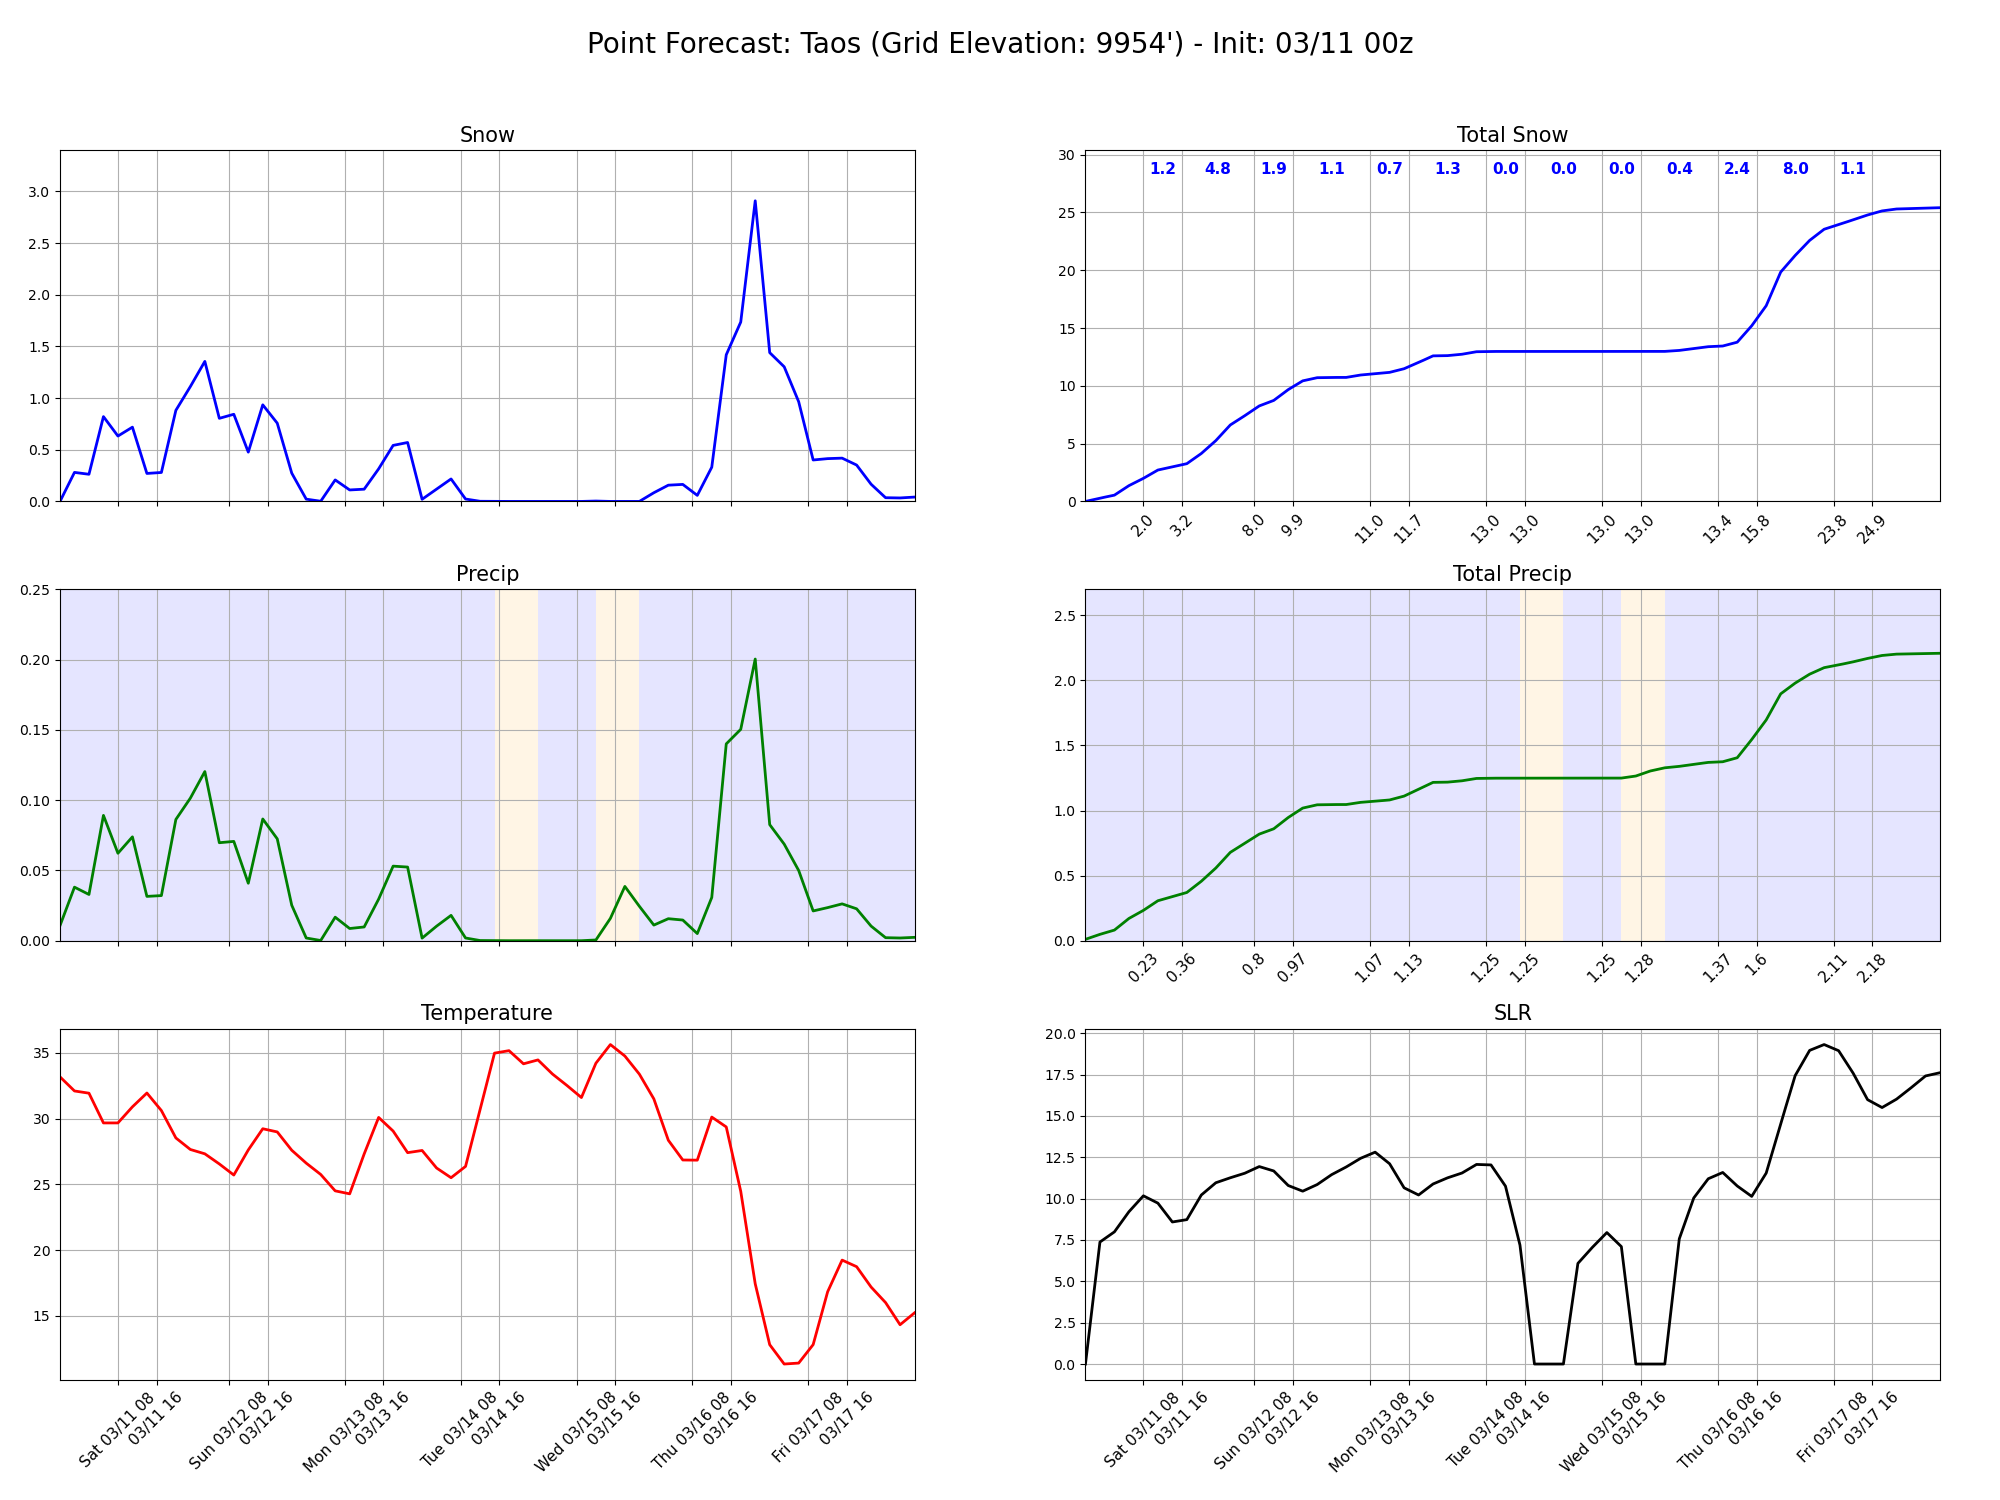 Point Forecast: Taos (Grid Elevation: 9954') - Init: 03/11 00z
Snow
3.0
2.5
2.0
1.5
1.0
0.5
0.0
Total Snow
30
25
20
15
10
5
0
1.2 4.8 1.9 1.1 0.7 1.3 0.0 0.0 0.0 0.4 2.4 8.0 1.1
2.0 3.2 8.0 9.9 11.0 11.7 13.0 13.0 13.0 13.0 13.4 15.8 23.8 24.9
Precip
0.25
0.20
0.15
0.10
0.05
0.00
Total Precip
2.5
2.0
1.5
1.0
0.5
0.0
0.23 0.36 0.8 0.97 1.07 1.13 1.25 1.25 1.25 1.28 1.37 1.6 2.11 2.18
Temperature
35
30
25
20
15
Sat 03/11 08
03/11 16
Sun 03/12 08
03/12 16
Mon 03/13 08
03/13 16
Tue 03/14 08
03/14 16
Wed 03/15 08
03/15 16
Thu 03/16 08
03/16 16
Fri 03/17 08
03/17 16
SLR
20.0
17.5
15.0
12.5
10.0
7.5
5.0
2.5
0.0
Sat 03/11 08
03/11 16
Sun 03/12 08
03/12 16
Mon 03/13 08
03/13 16
Tue 03/14 08
03/14 16
Wed 03/15 08
03/15 16
Thu 03/16 08
03/16 16
Fri 03/17 08
03/17 16